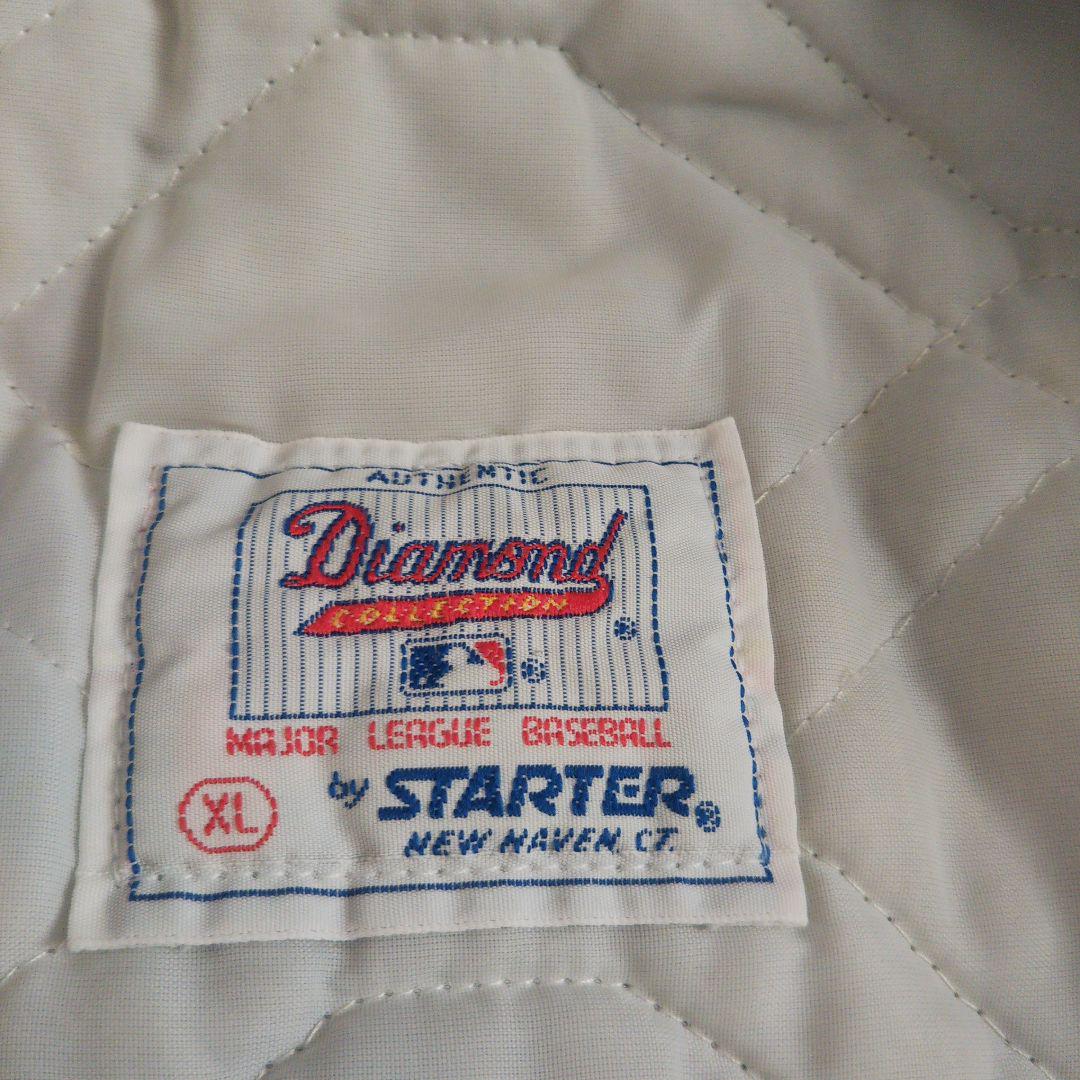 AUTHENTIC
Diamond
COLLECTION
®
®
MAJOR LEAGUE BASEBALL
XL
by STARTER®
NEW HAVEN, CT.